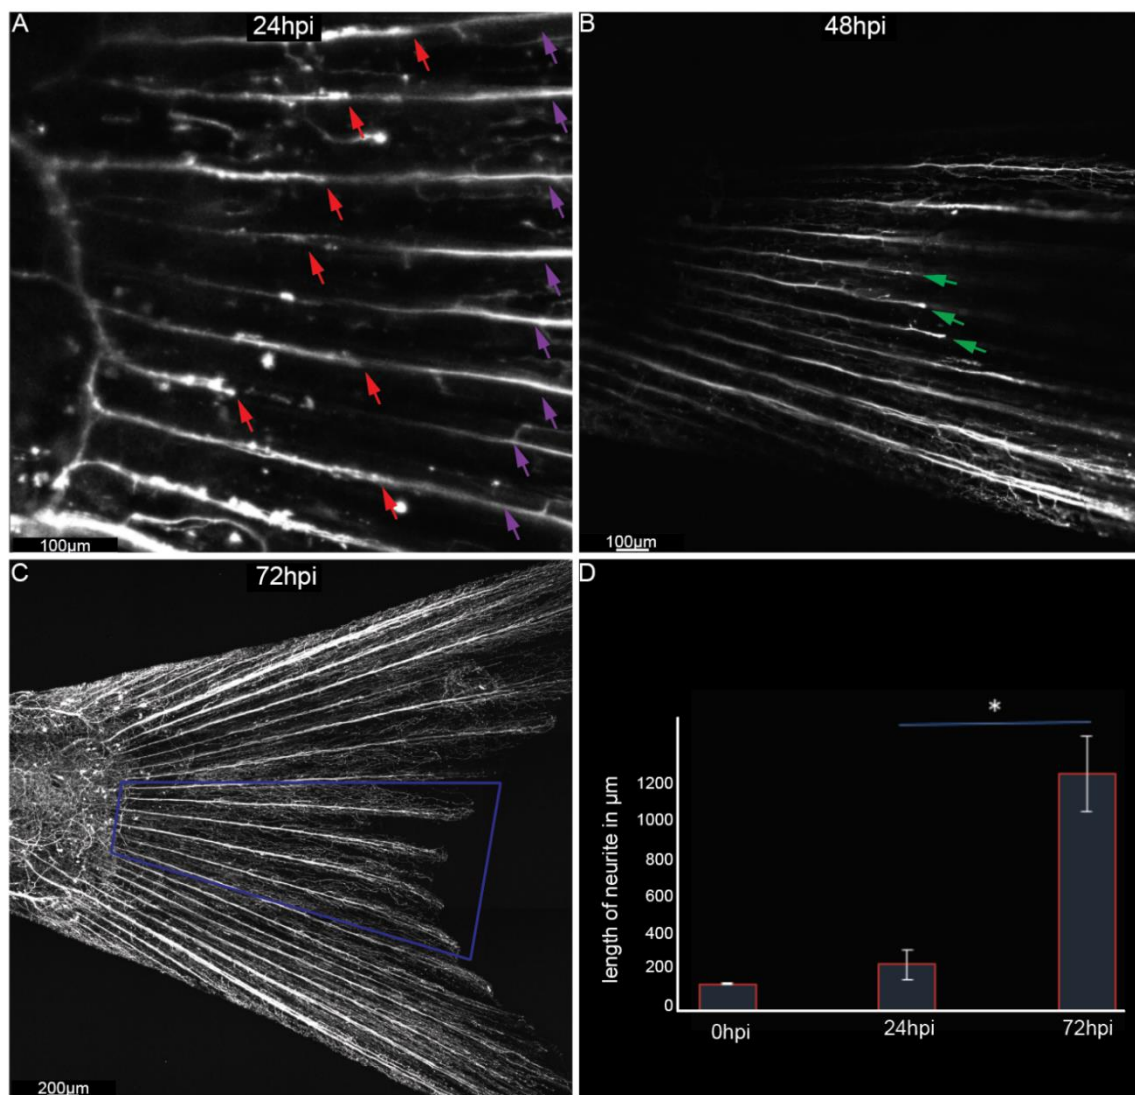 A
24hpi
100µm
B
48hpi
100µm
C
72hpi
200µm
D
*
length of neurite in µm
1200
1000
800
600
400
200
0
0hpi
24hpi
72hpi